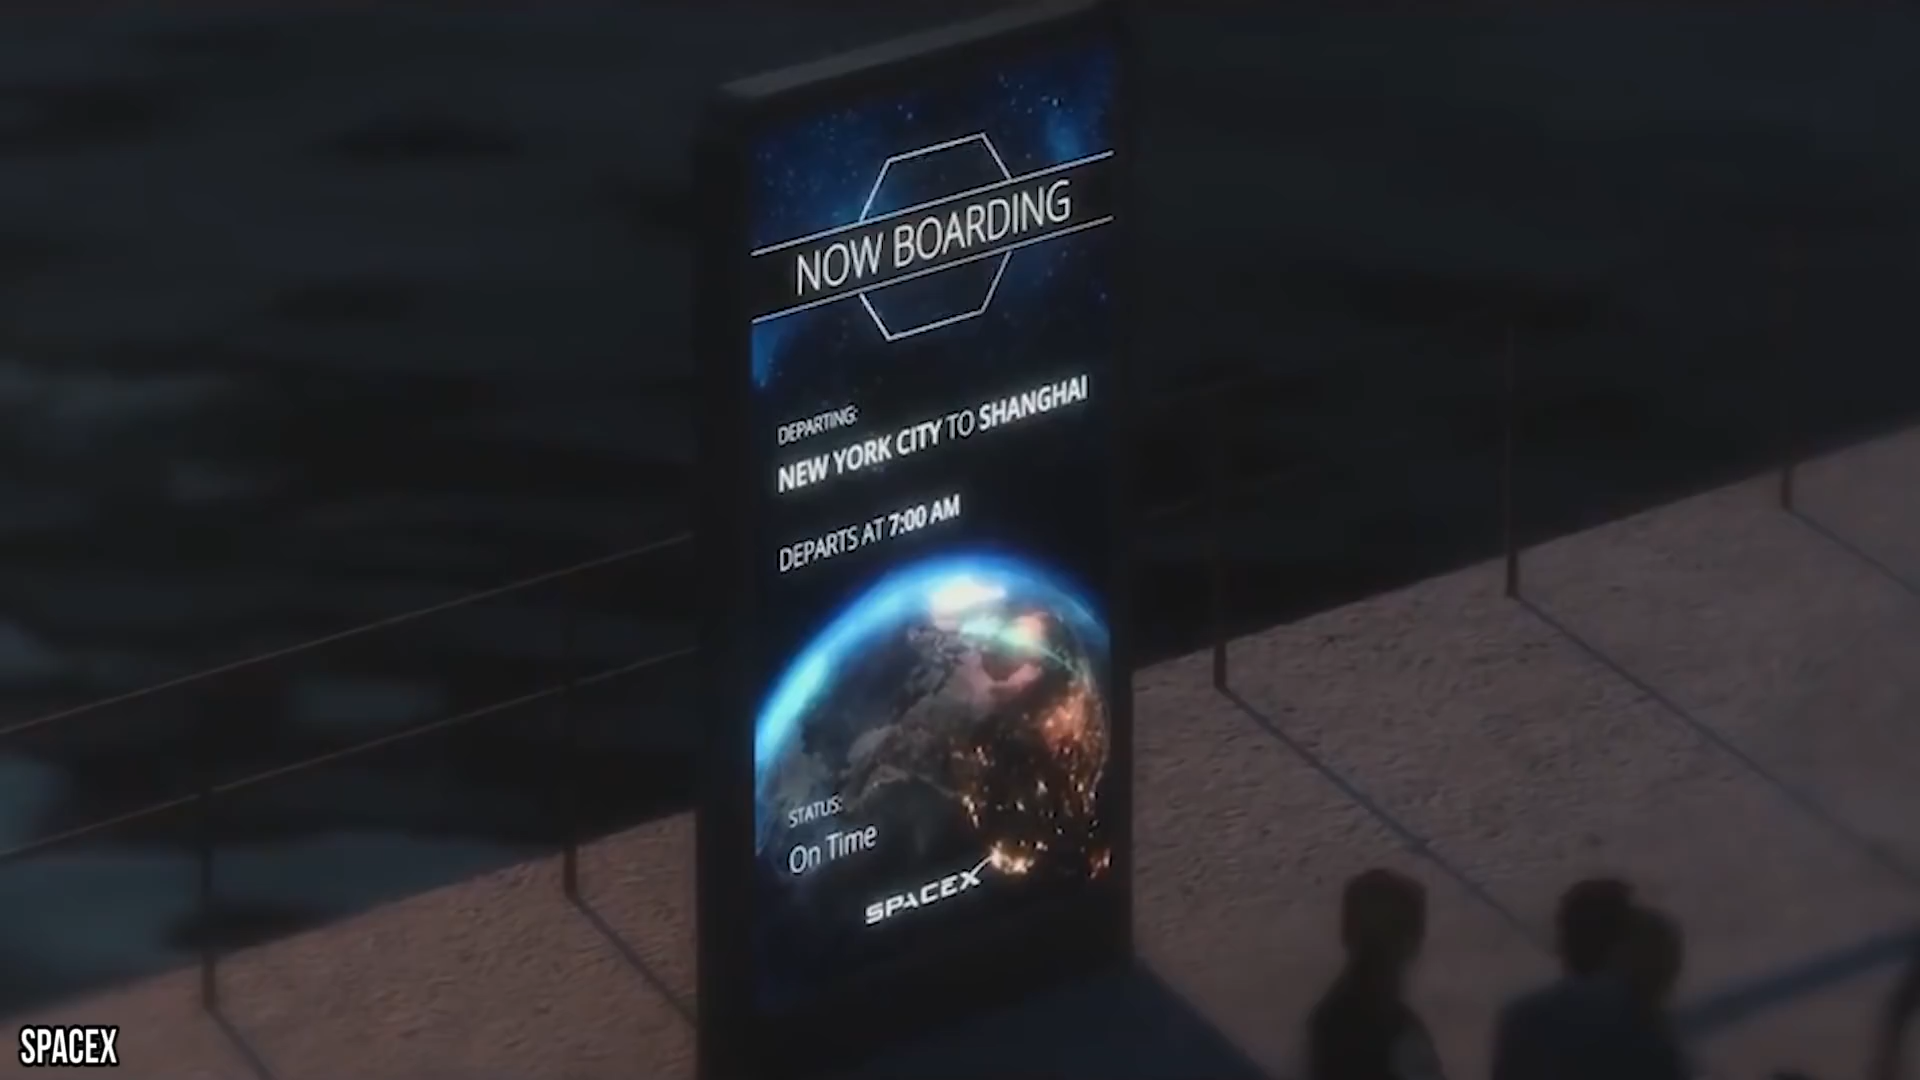 NOW BOARDING
DEPARTING:
NEW YORK CITY TO SHANGHAI
DEPARTS AT 7:00 AM
STATUS:
On Time
SPACEX
SPACEX